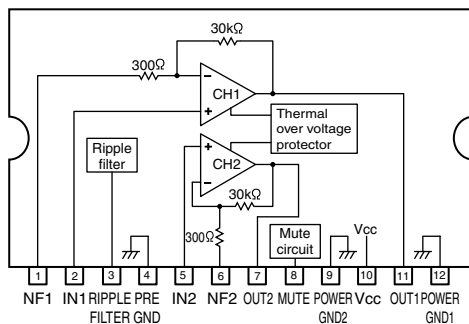 30kΩ
300Ω
CH1
Thermal
over voltage
protector
Ripple
filter
CH2
30kΩ
300Ω
Mute
circuit
Vcc
1 2 3 4 5 6 7 8 9 10 11 12
NF1 IN1 RIPPLE PRE IN2 NF2 OUT2 MUTE POWER Vcc OUT1 POWER
FILTER GND GND2 GND1